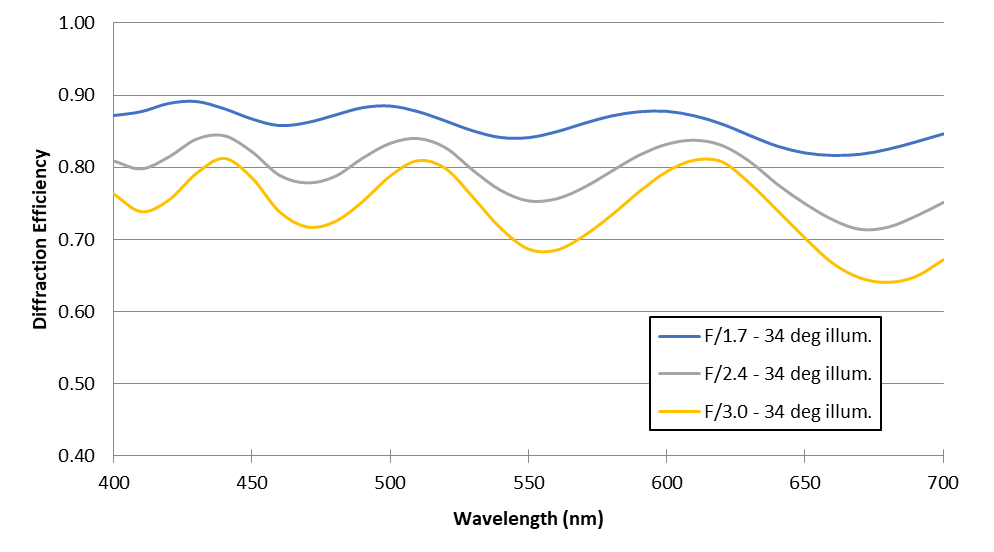 1.00
0.90
0.80
0.70
0.60
0.50
0.40
Diffraction Efficiency
F/1.7 - 34 deg illum.
F/2.4 - 34 deg illum.
F/3.0 - 34 deg illum.
400 450 500 550 600 650 700
Wavelength (nm)